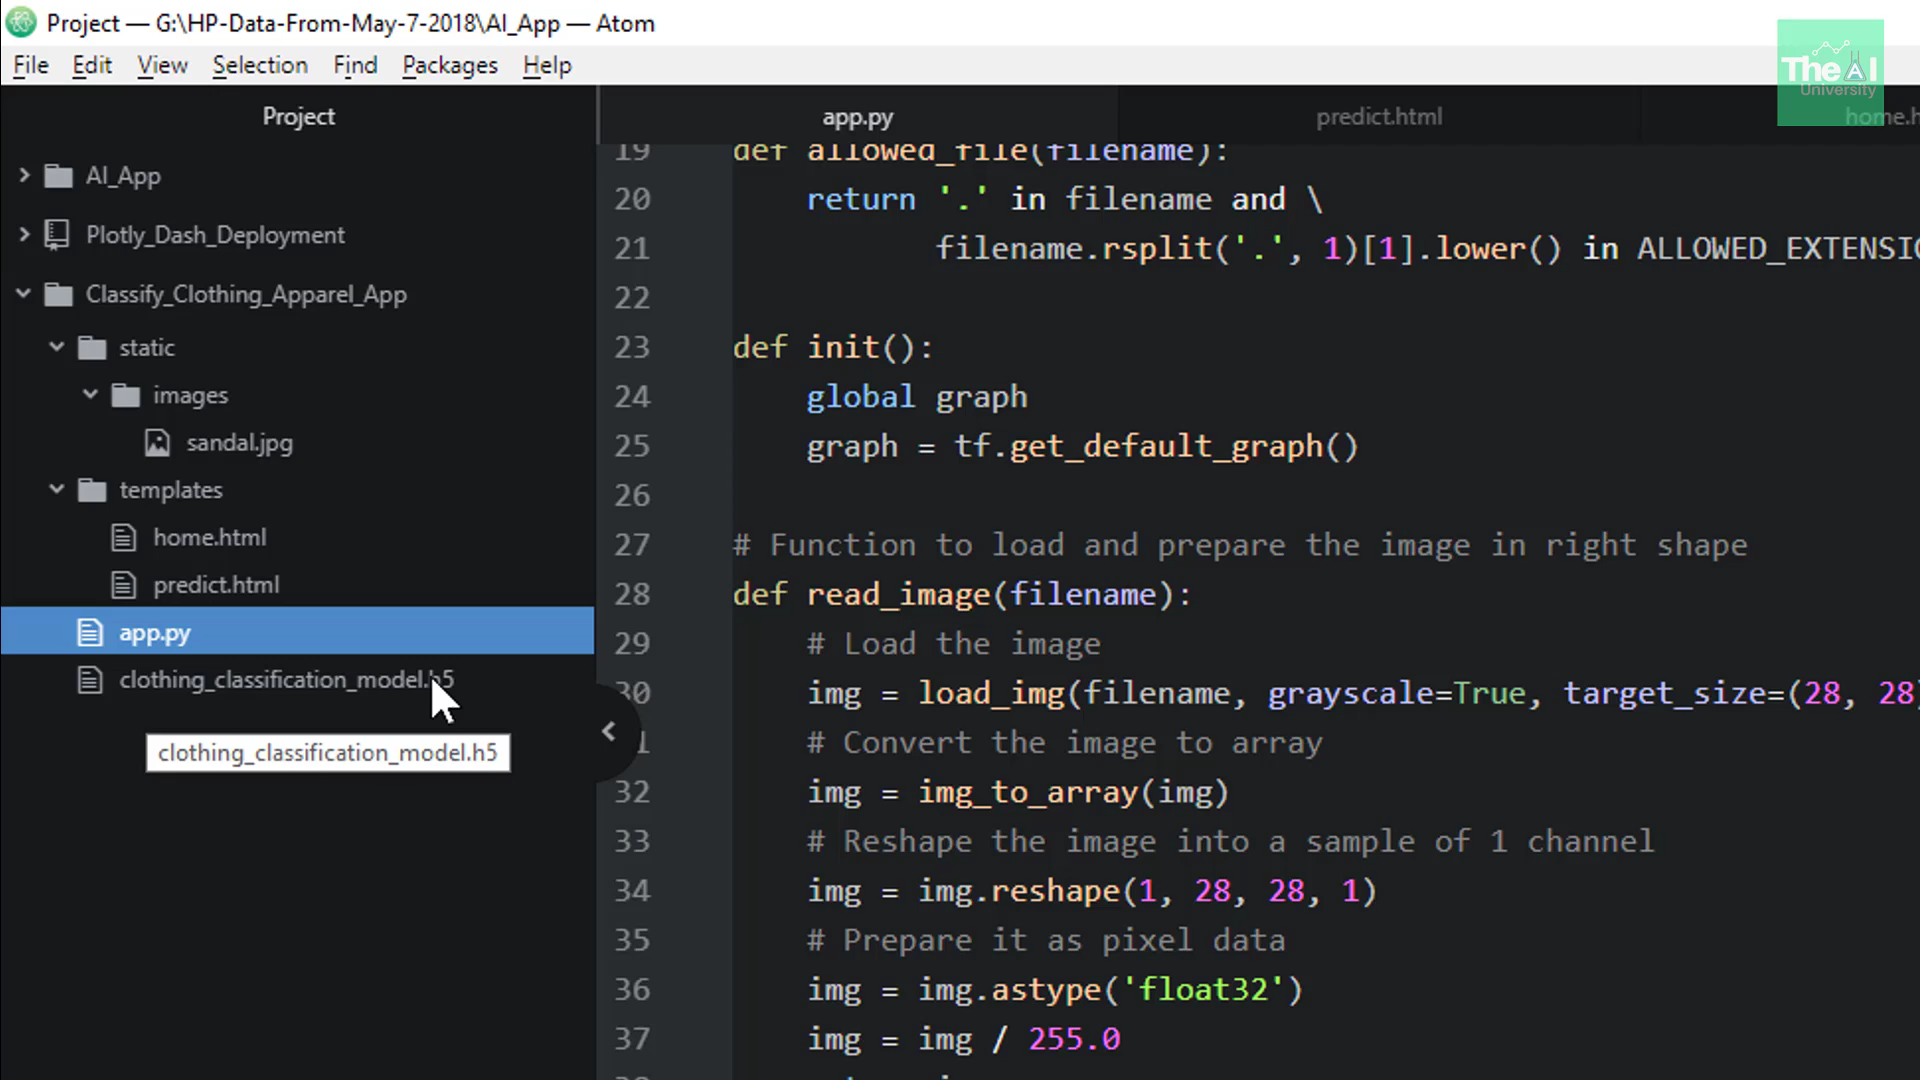 Project — G:\HP-Data-From-May-7-2018\AI_App — Atom
File Edit View Selection Find Packages Help
The AI
University
Project
app.py
predict.html
AI_App
Plotly_Dash_Deployment
Classify_Clothing_Apparel_App
static
images
sandal.jpg
templates
home.html
predict.html
app.py
clothing_classification_model.h5
clothing_classification_model.h5
19 def allowed_file(filename):
20 return '.' in filename and \
21 filename.rsplit('.', 1)[1].lower() in
22
23 def init():
24 global graph
25 graph = tf.get_default_graph()
26
27 # Function to load and prepare the image in right shape
28 def read_image(filename):
29 # Load the image
30 img = load_img(filename, grayscale=True, target_size=(28, 28)
# Convert the image to array
32 img = img_to_array(img)
33 # Reshape the image into a sample of 1 channel
34 img = img.reshape(1, 28, 28, 1)
35 # Prepare it as pixel data
36 img = img.astype('float32')
37 img = img / 255.0